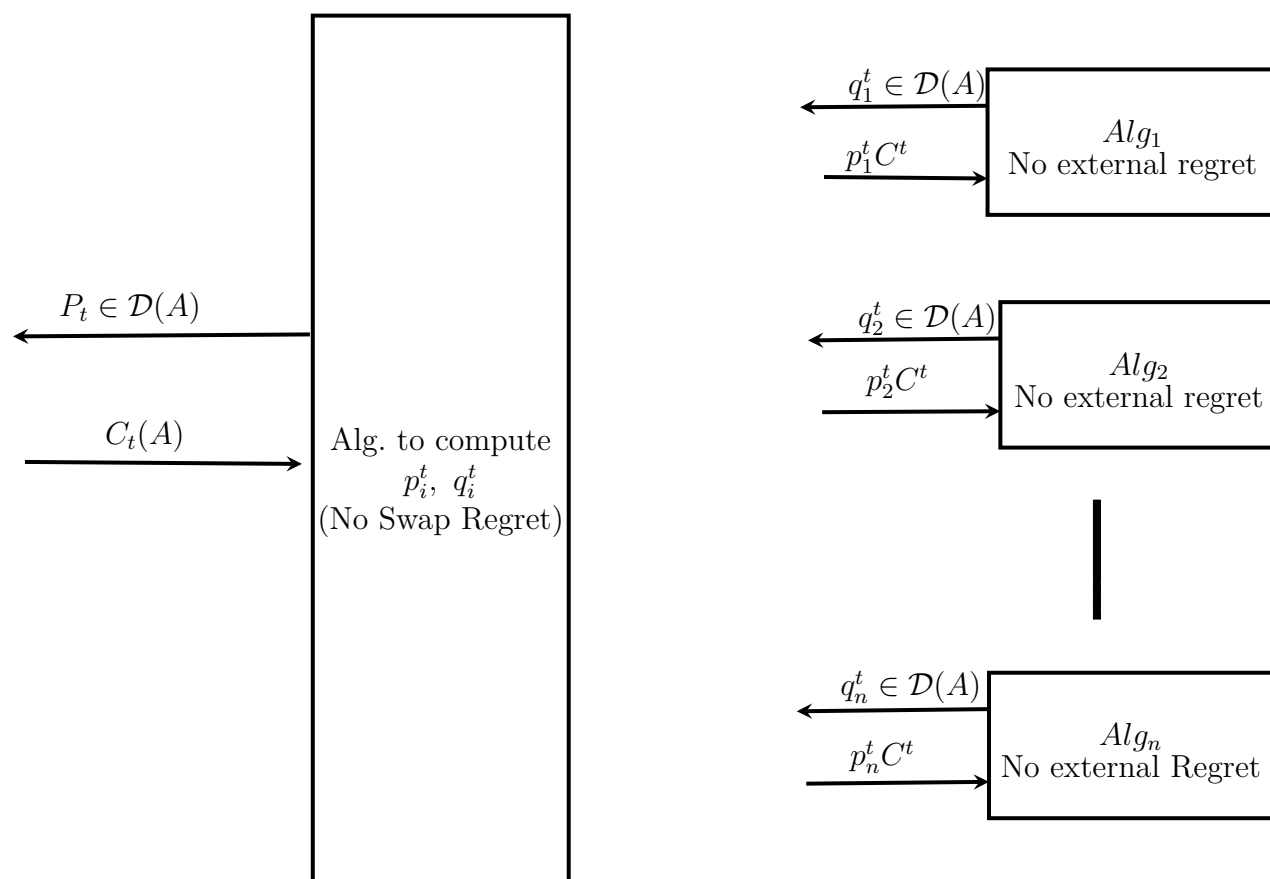 P_t ∈ 𝒟(A)
C_t(A)
Alg. to compute
p_i^t, q_i^t
(No Swap Regret)
q_1^t ∈ 𝒟(A)
p_1^t C^t
Alg_1
No external regret
q_2^t ∈ 𝒟(A)
p_2^t C^t
Alg_2
No external regret
q_n^t ∈ 𝒟(A)
p_n^t C^t
Alg_n
No external Regret